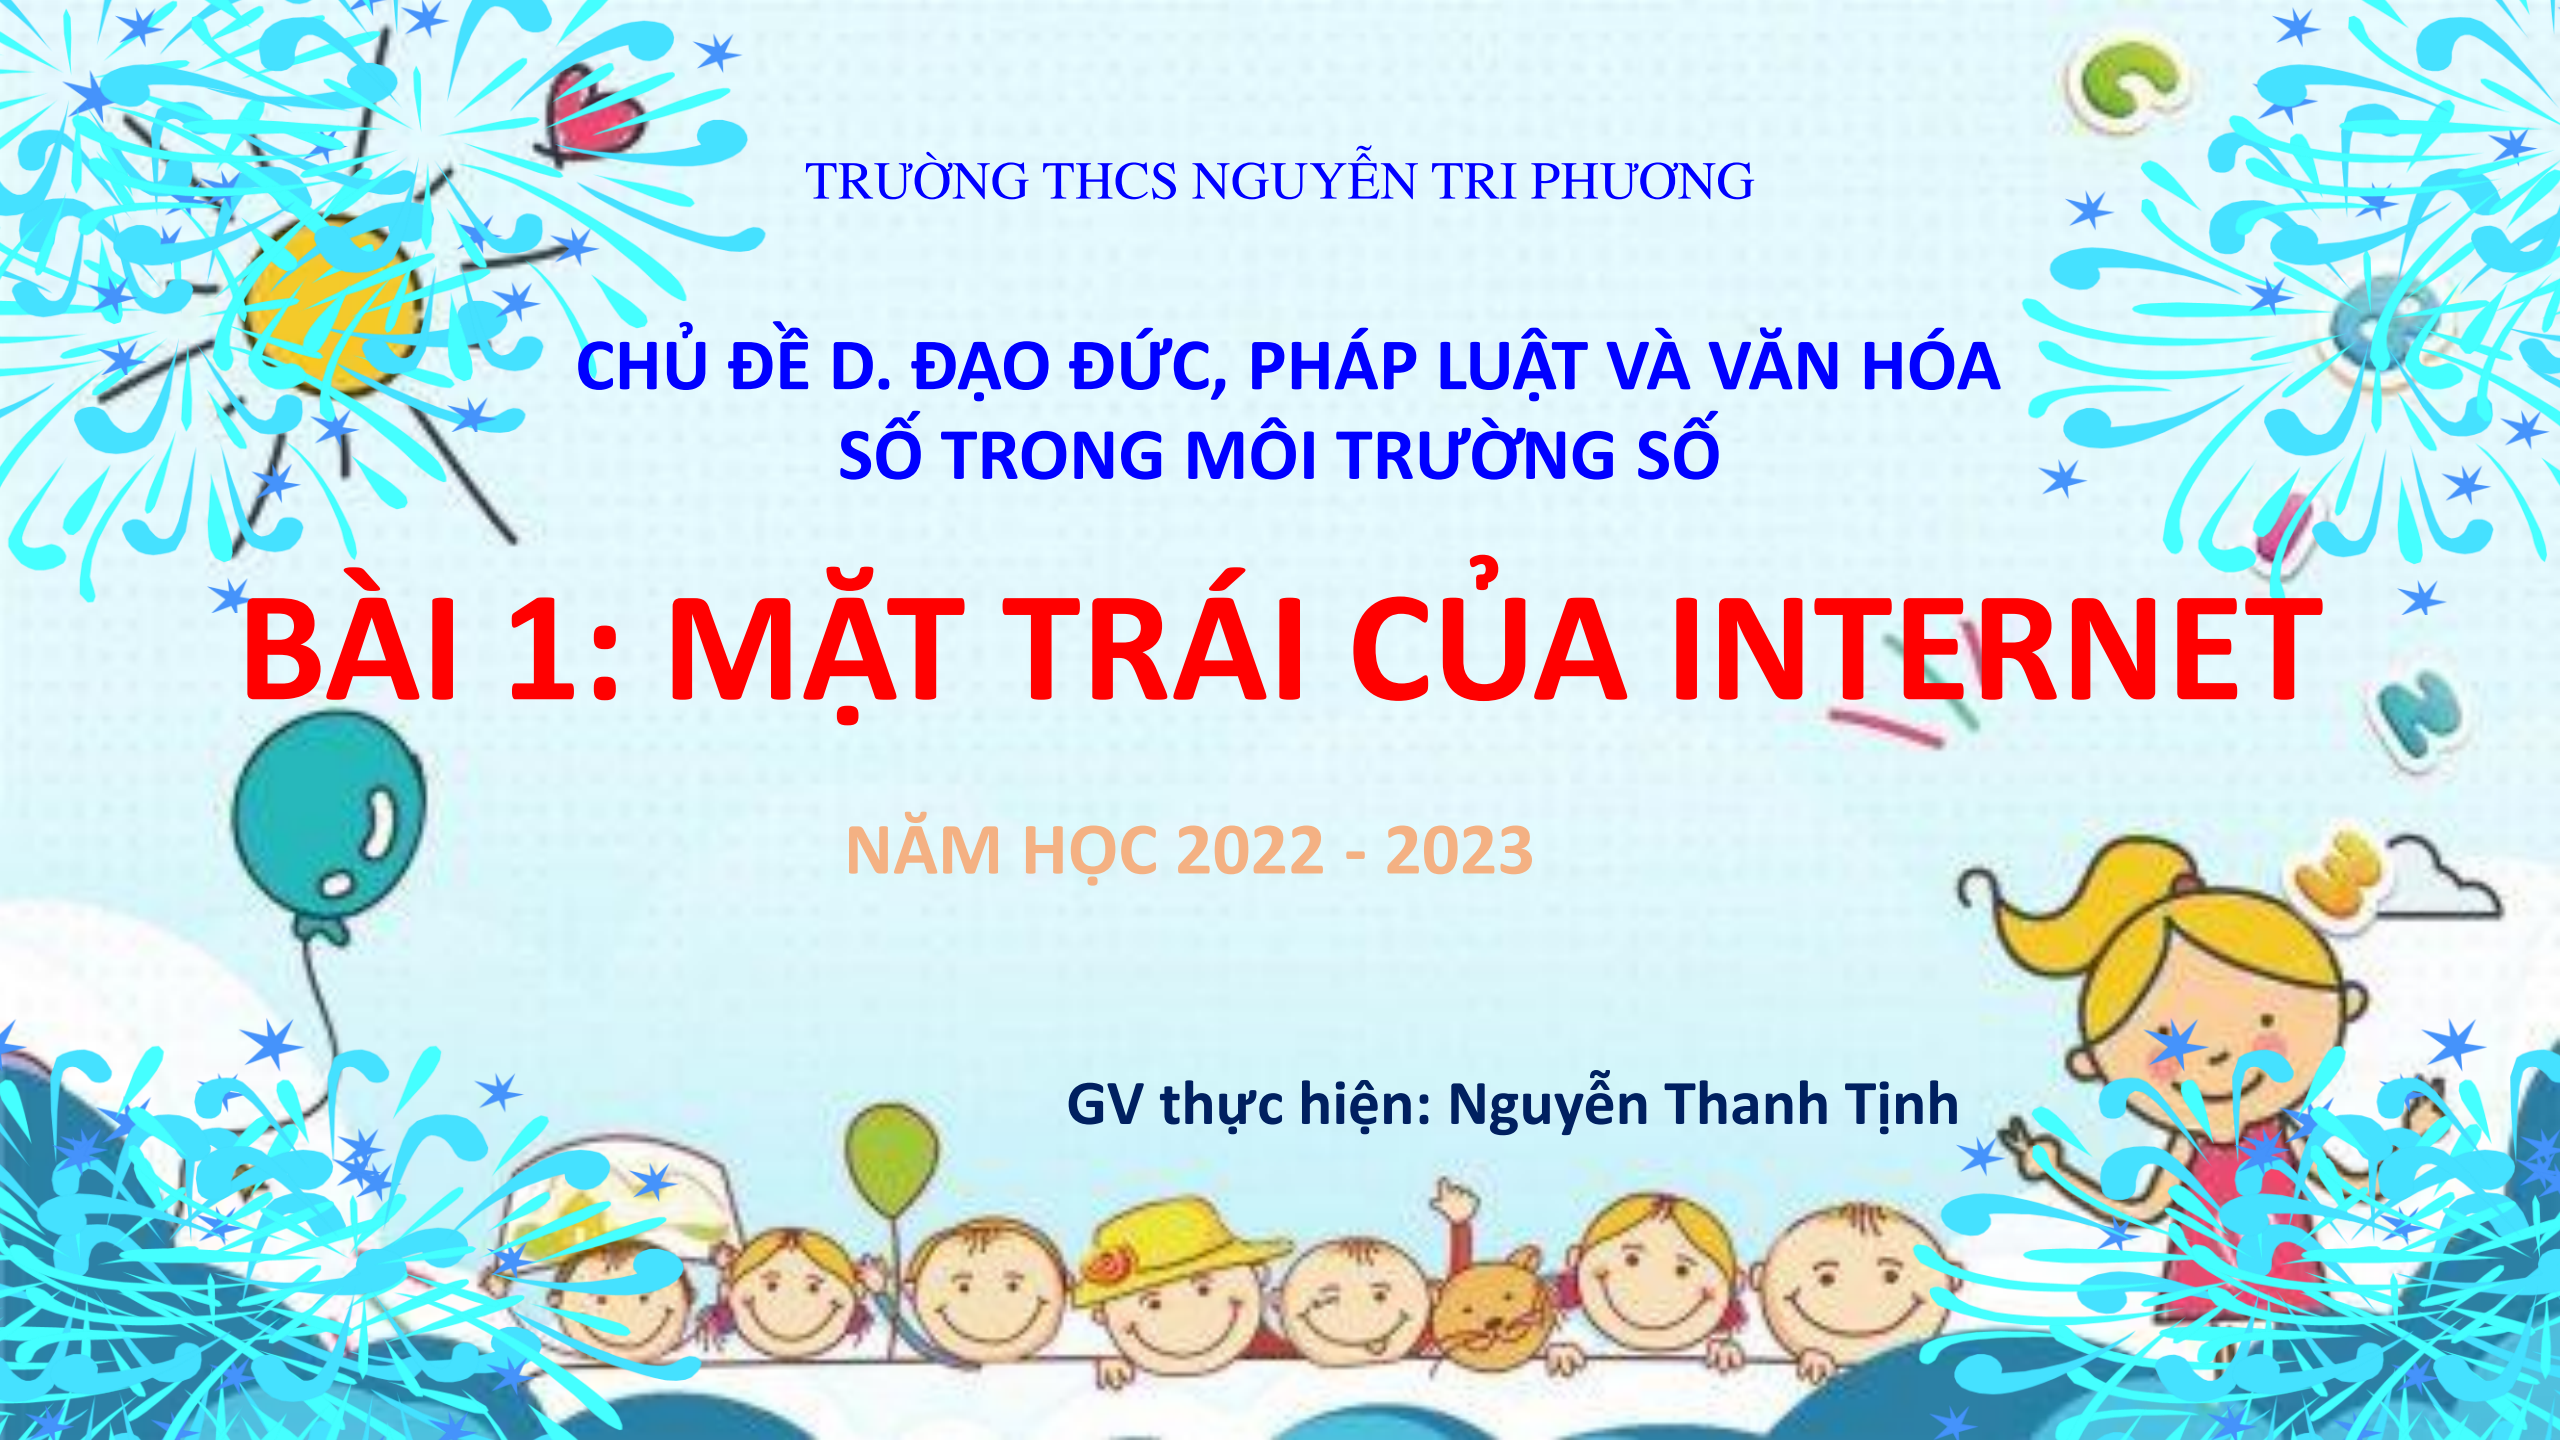 TRƯỜNG THCS NGUYỄN TRI PHƯƠNG
CHỦ ĐỀ D. ĐẠO ĐỨC, PHÁP LUẬT VÀ VĂN HÓA
SỐ TRONG MÔI TRƯỜNG SỐ
BÀI 1: MẶT TRÁI CỦA INTERNET
NĂM HỌC 2022 - 2023
GV thực hiện: Nguyễn Thanh Tịnh